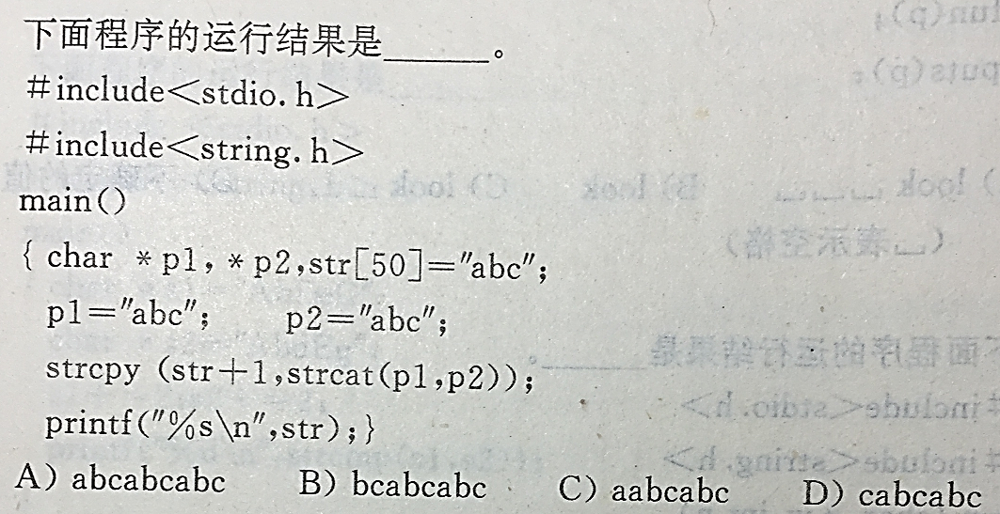 下面程序的运行结果是______。
#include<stdio.h>
#include<string.h>
main()
{ char *p1,*p2,str[50]="abc";
p1="abc"; p2="abc";
strcpy (str+1,strcat(p1,p2));
printf("%s\n",str);}
A) abcabcabc B) bcabcabc C) aabcabc D) cabcabc